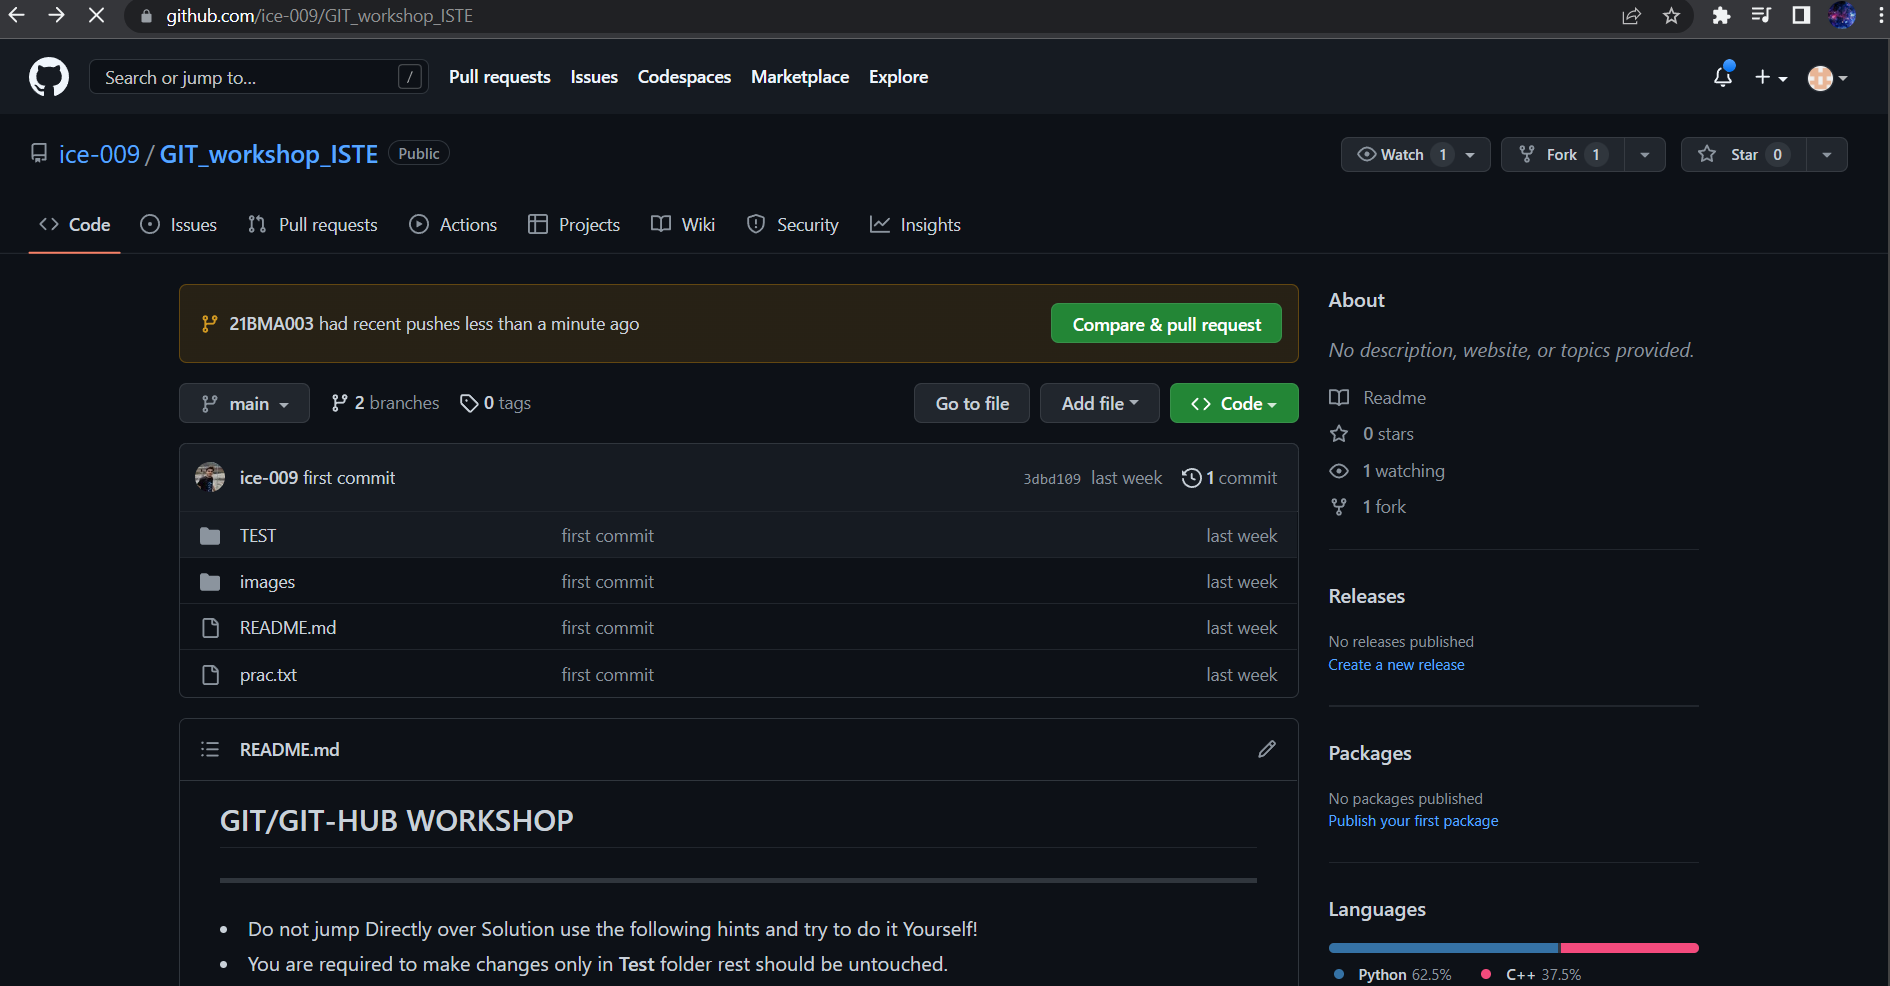 github.com/ice-009/GIT_workshop_ISTE
Search or jump to... /
Pull requests Issues Codespaces Marketplace Explore
ice-009 / GIT_workshop_ISTE Public
Watch 1 Fork 1 Star 0
Code Issues Pull requests Actions Projects Wiki Security Insights
21BMA003 had recent pushes less than a minute ago
Compare & pull request
main 2 branches 0 tags
Go to file Add file Code
ice-009 first commit 3dbd109 last week 1 commit
TEST first commit last week
images first commit last week
README.md first commit last week
prac.txt first commit last week
README.md
GIT/GIT-HUB WORKSHOP
Do not jump Directly over Solution use the following hints and try to do it Yourself!
You are required to make changes only in Test folder rest should be untouched.
About
No description, website, or topics provided.
Readme
0 stars
1 watching
1 fork
Releases
No releases published
Create a new release
Packages
No packages published
Publish your first package
Languages
Python 62.5% C++ 37.5%